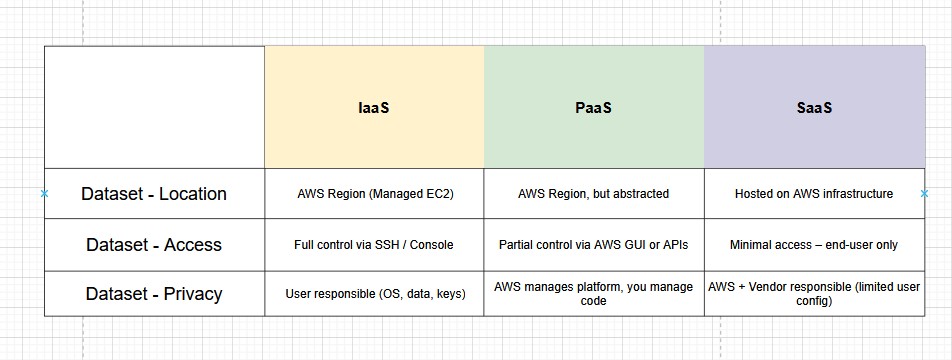 IaaS
PaaS
SaaS
Dataset - Location
AWS Region (Managed EC2)
AWS Region, but abstracted
Hosted on AWS infrastructure
Dataset - Access
Full control via SSH / Console
Partial control via AWS GUI or APIs
Minimal access – end-user only
Dataset - Privacy
User responsible (OS, data, keys)
AWS manages platform, you manage
code
AWS + Vendor responsible (limited user
config)